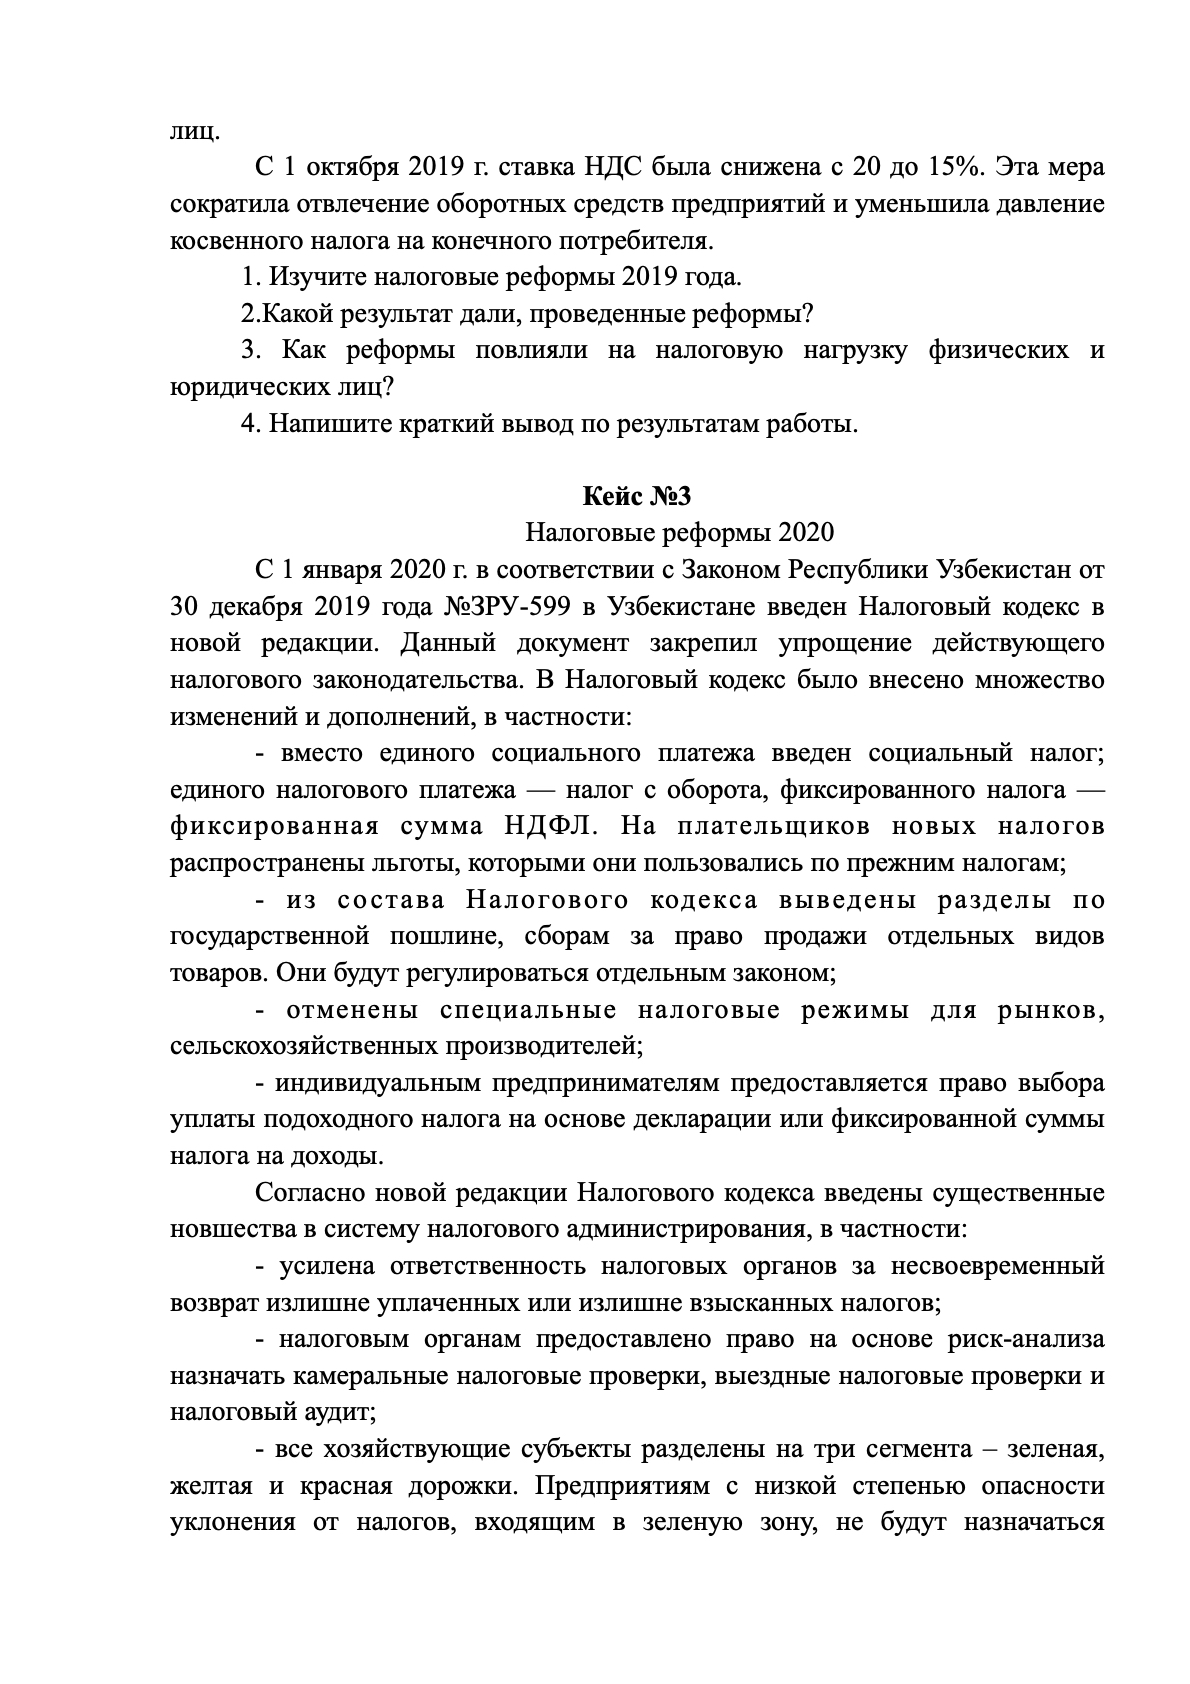 лиц.
С 1 октября 2019 г. ставка НДС была снижена с 20 до 15%. Эта мера
сократила отвлечение оборотных средств предприятий и уменьшила давление
косвенного налога на конечного потребителя.
1. Изучите налоговые реформы 2019 года.
2.Какой результат дали, проведенные реформы?
3. Как реформы повлияли на налоговую нагрузку физических и
юридических лиц?
4. Напишите краткий вывод по результатам работы.
Кейс №3
Налоговые реформы 2020
С 1 января 2020 г. в соответствии с Законом Республики Узбекистан от
30 декабря 2019 года №ЗРУ-599 в Узбекистане введен Налоговый кодекс в
новой редакции. Данный документ закрепил упрощение действующего
налогового законодательства. В Налоговый кодекс было внесено множество
изменений и дополнений, в частности:
- вместо единого социального платежа введен социальный налог;
единого налогового платежа — налог с оборота, фиксированного налога —
фиксированная сумма НДФЛ. На плательщиков новых налогов
распространены льготы, которыми они пользовались по прежним налогам;
- из состава Налогового кодекса выведены разделы по
государственной пошлине, сборам за право продажи отдельных видов
товаров. Они будут регулироваться отдельным законом;
- отменены специальные налоговые режимы для рынков,
сельскохозяйственных производителей;
- индивидуальным предпринимателям предоставляется право выбора
уплаты подоходного налога на основе декларации или фиксированной суммы
налога на доходы.
Согласно новой редакции Налогового кодекса введены существенные
новшества в систему налогового администрирования, в частности:
- усилена ответственность налоговых органов за несвоевременный
возврат излишне уплаченных или излишне взысканных налогов;
- налоговым органам предоставлено право на основе риск-анализа
назначать камеральные налоговые проверки, выездные налоговые проверки и
налоговый аудит;
- все хозяйствующие субъекты разделены на три сегмента – зеленая,
желтая и красная дорожки. Предприятиям с низкой степенью опасности
уклонения от налогов, входящим в зеленую зону, не будут назначаться